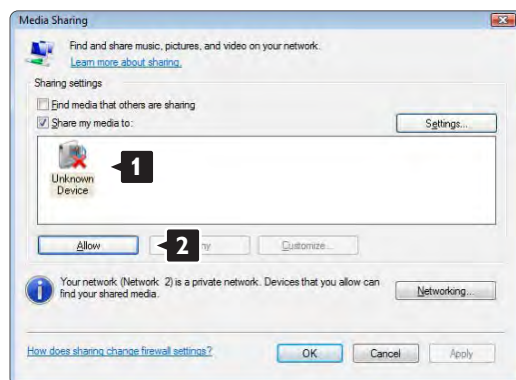 Media Sharing
Find and share music, pictures, and video on your network.
Learn more about sharing.
Sharing settings
Find media that others are sharing
Share my media to:
Settings...
1
Unknown
Device
Allow
2
Customize...
Your network (Network 2) is a private network. Devices that you allow can
find your shared media.
Networking...
How does sharing change firewall settings?
OK
Cancel
Apply